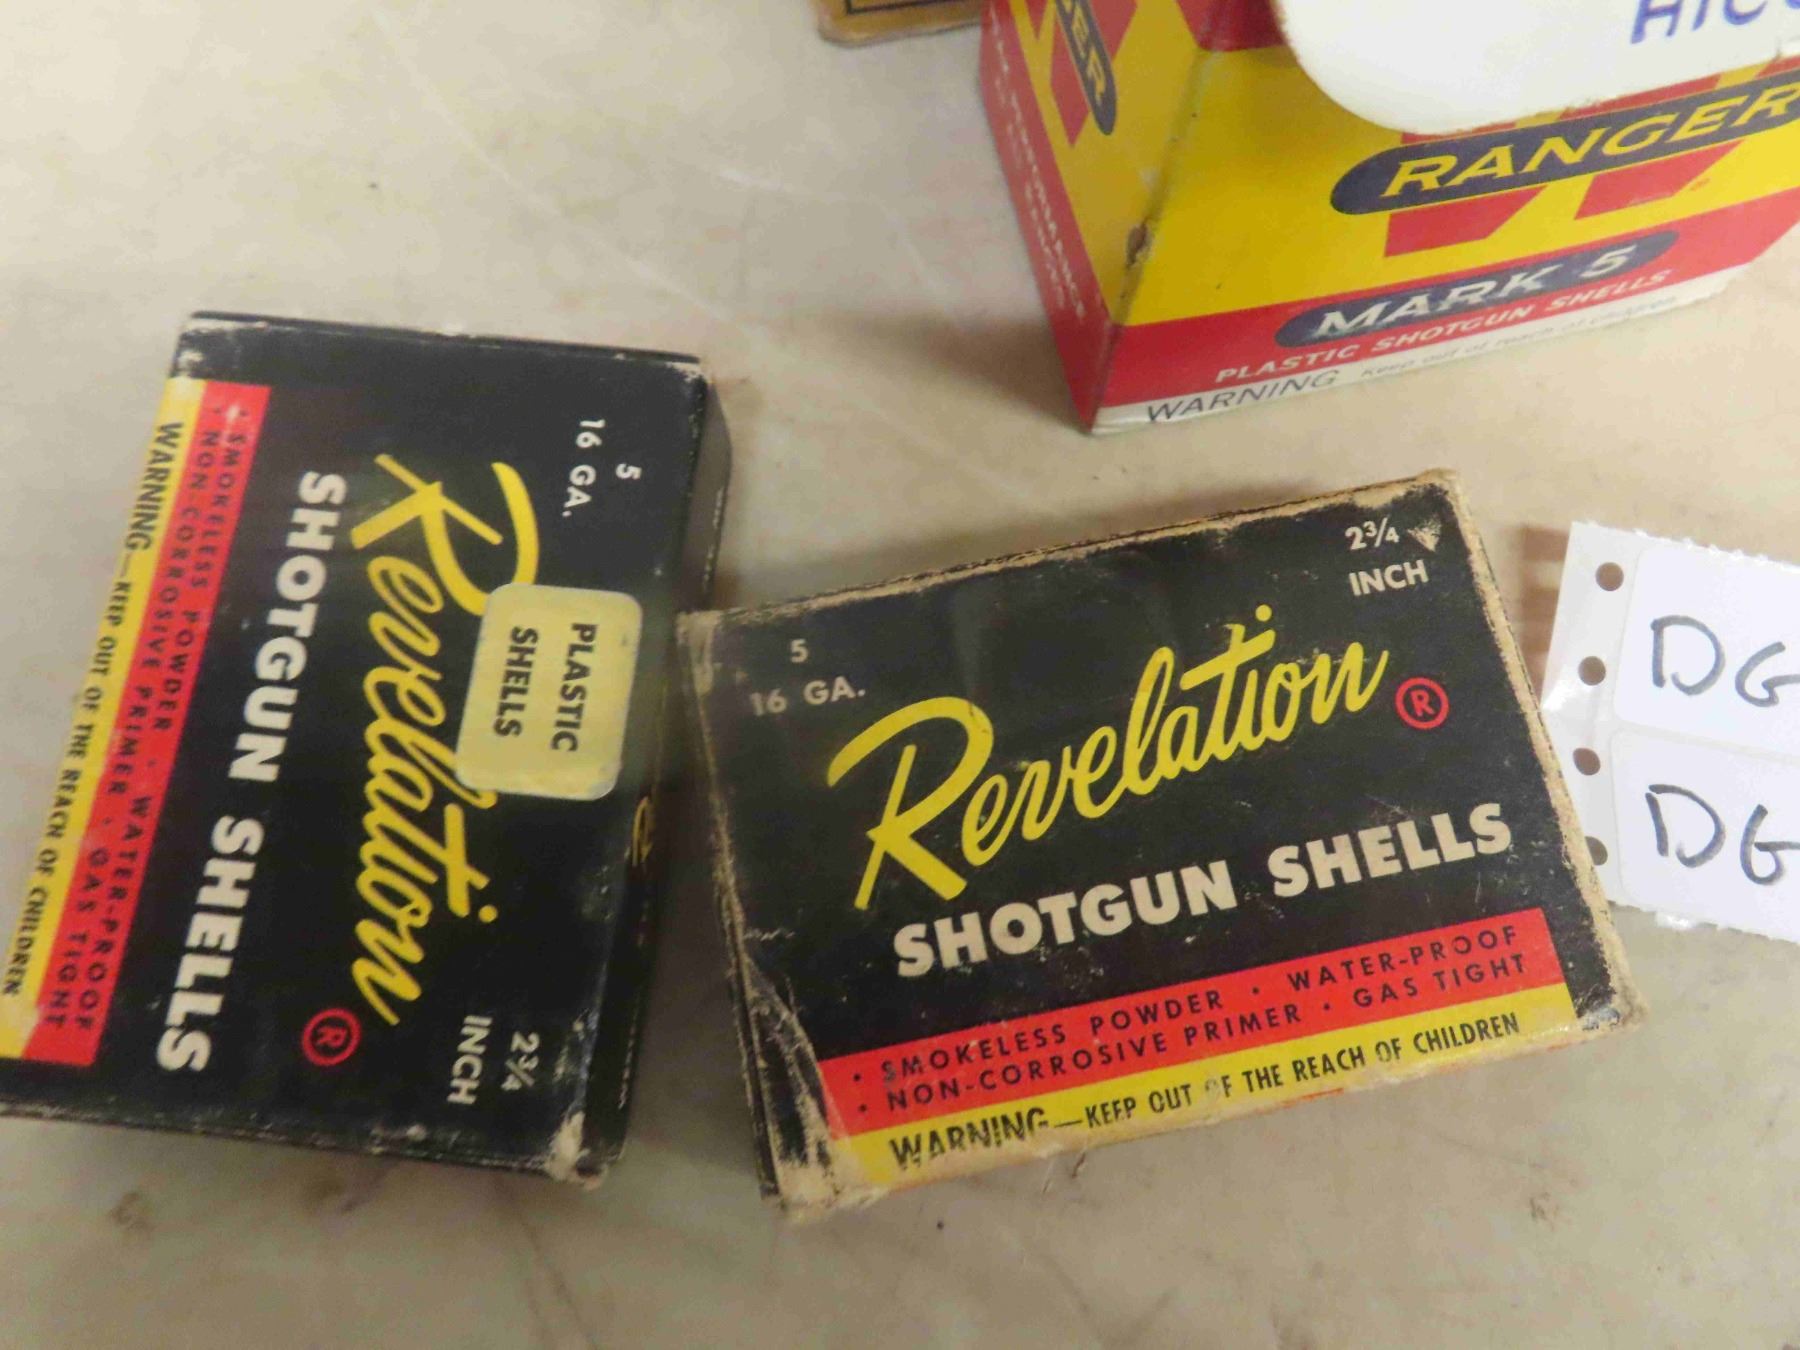 HIC
RANGER
MARK 5
PLASTIC SHOTGUN SHELLS
WARNING Keep out of reach of children
5
16 GA.
2¾
INCH
Revelation ®
PLASTIC
SHELLS
SHOTGUN SHELLS
• SMOKELESS POWDER • WATER-PROOF
• NON-CORROSIVE PRIMER • GAS TIGHT
WARNING—KEEP OUT OF THE REACH OF CHILDREN
5
16 GA.
2¾
INCH
Revelation ®
SHOTGUN SHELLS
• SMOKELESS POWDER • WATER-PROOF
• NON-CORROSIVE PRIMER • GAS TIGHT
WARNING—KEEP OUT OF THE REACH OF CHILDREN
DG
DG